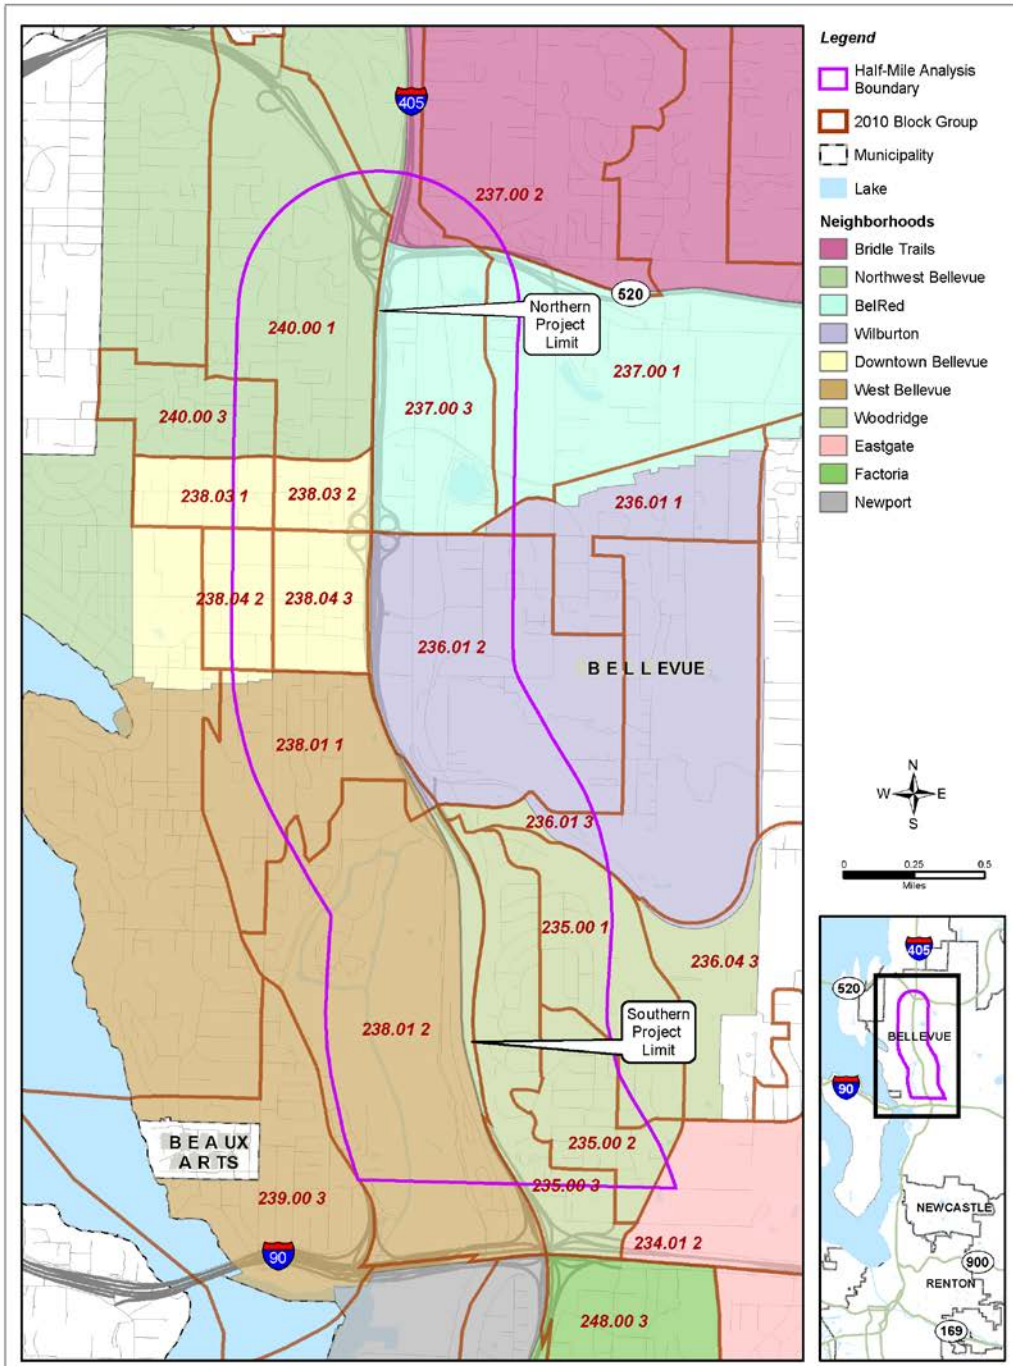 405
237.00 2
520
Northern
Project
Limit
240.00 1
237.00 1
237.00 3
240.00 3
238.03 1
238.03 2
236.01 1
238.04 2
238.04 3
236.01 2
BELLEVUE
238.01 1
236.01 3
235.00 1
236.04 3
Southern
Project
Limit
238.01 2
BEAUX
ARTS
235.00 2
235.00 3
239.00 3
234.01 2
90
248.00 3
Legend
Half-Mile Analysis
Boundary
2010 Block Group
Municipality
Lake
Neighborhoods
Bridle Trails
Northwest Bellevue
BelRed
Wilburton
Downtown Bellevue
West Bellevue
Woodridge
Eastgate
Factoria
Newport
N
W E
S
0 0.25 0.5
Miles
405
520
BELLEVUE
90
NEWCASTLE
900
RENTON
169